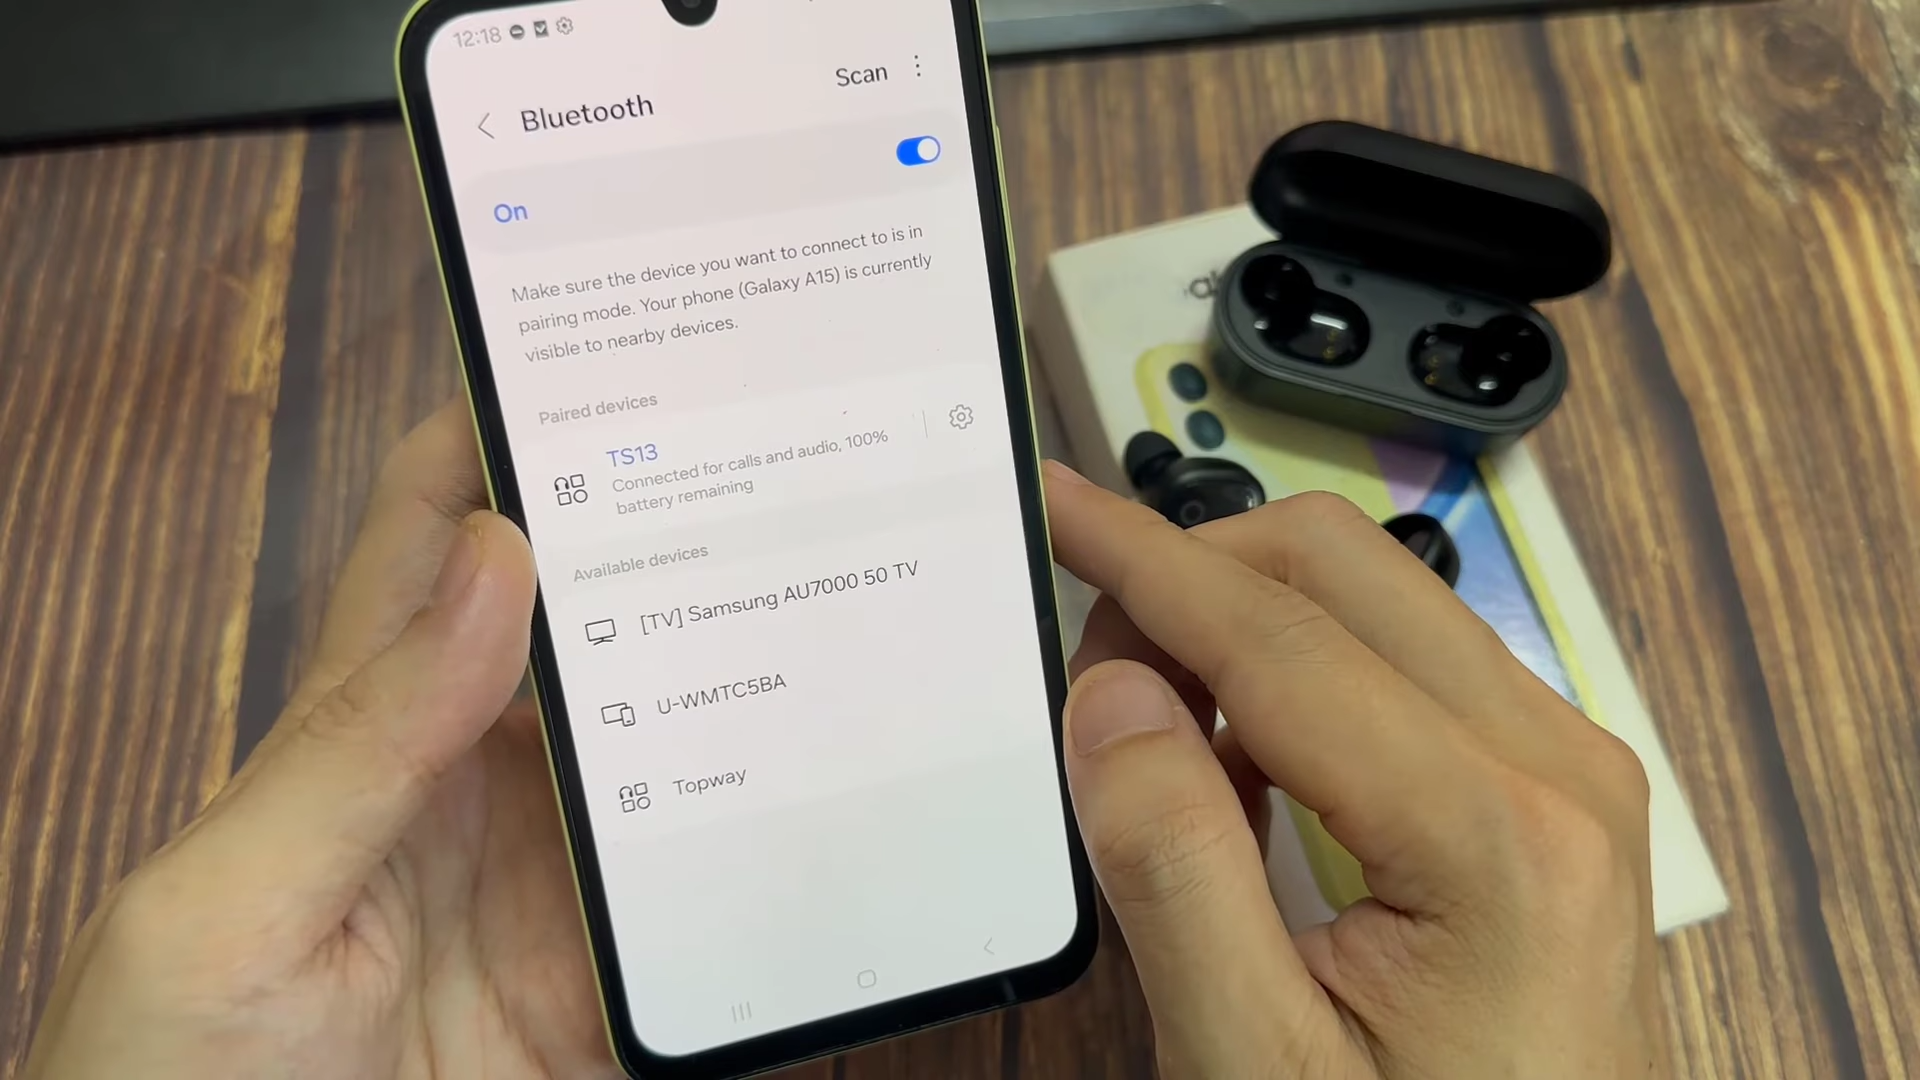 12:18
Scan
Bluetooth
On
Make sure the device you want to connect to is in
pairing mode. Your phone (Galaxy A15) is currently
visible to nearby devices.
Paired devices
TS13
Connected for calls and audio, 100%
battery remaining
Available devices
[TV] Samsung AU7000 50 TV
U-WMTC5BA
Topway